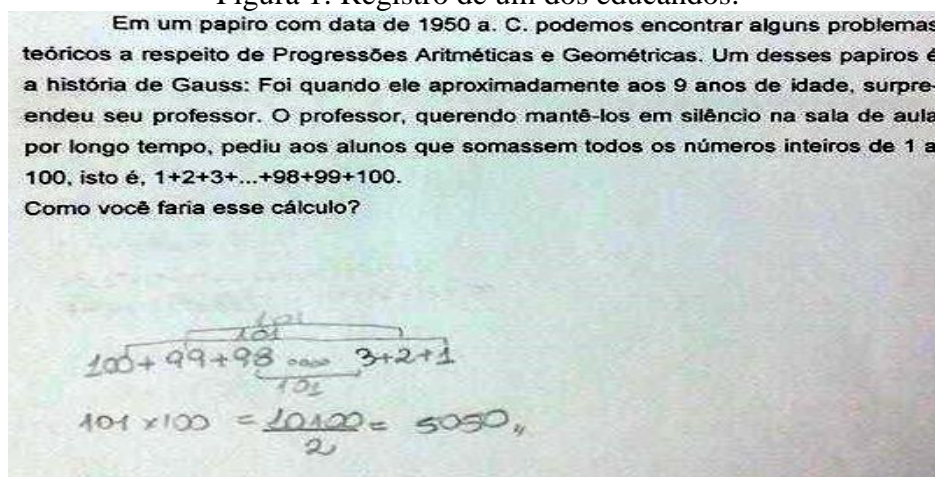 Figura 1: Registro de um dos educandos.
Em um papiro com data de 1950 a. C. podemos encontrar alguns problemas
teóricos a respeito de Progressões Aritméticas e Geométricas. Um desses papiros é
a história de Gauss: Foi quando ele aproximadamente aos 9 anos de idade, surpre-
endeu seu professor. O professor, querendo mantê-los em silêncio na sala de aula
por longo tempo, pediu aos alunos que somassem todos os números inteiros de 1 a
100, isto é, 1+2+3+...+98+99+100.
Como você faria esse cálculo?
101
101
100+99+98 .... 3+2+1
101
101 x 100 = 10100/2 = 5050,,